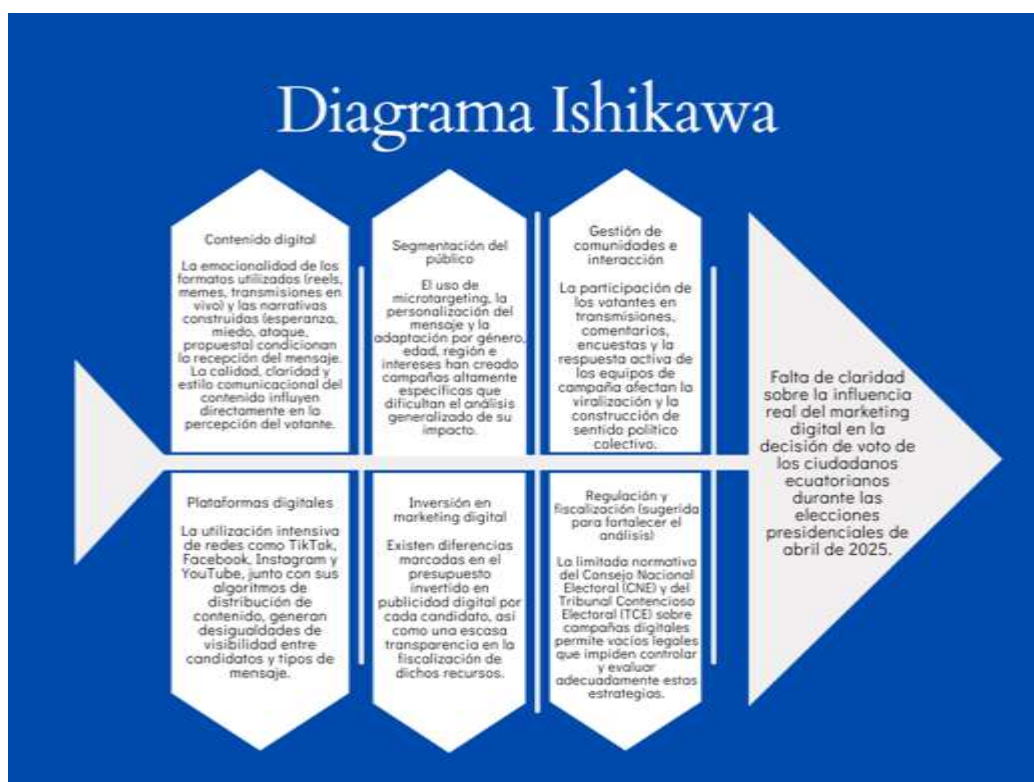 Diagrama Ishikawa
Contenido digital
La emocionalidad de los
formatos utilizados (reels,
memes, transmisiones en
vivo) y las narrativas
construidas (esperanza,
miedo, ataque,
propuesta) condicionan
la recepción del mensaje.
La calidad, claridad y
estilo comunicacional del
contenido influyen
directamente en la
percepción del votante.
Segmentación del
público
El uso de
microtargeting, la
personalización del
mensaje y la
adaptación por género,
edad, región e
intereses han creado
campañas altamente
específicas que
dificultan el análisis
generalizado de su
impacto.
Gestión de
comunidades e
interacción
La participación de
los votantes en
transmisiones,
comentarios,
encuestas y la
respuesta activa de
los equipos de
campaña afectan la
viralización y la
construcción de
sentido político
colectivo.
Plataformas digitales
La utilización intensiva
de redes como TikTok,
Facebook, Instagram y
YouTube, junto con sus
algoritmos de
distribución de
contenido, generan
desigualdades de
visibilidad entre
candidatos y tipos de
mensaje.
Inversión en
marketing digital
Existen diferencias
marcadas en el
presupuesto
invertido en
publicidad digital por
cada candidato, así
como una escasa
transparencia en la
fiscalización de
dichos recursos.
Regulación y
fiscalización (sugerida
para fortalecer el
análisis)
La limitada normativa
del Consejo Nacional
Electoral (CNE) y del
Tribunal Contencioso
Electoral (TCE) sobre
campañas digitales
permite vacíos legales
que impiden controlar
y evaluar
adecuadamente estas
estrategias.
Falta de claridad
sobre la influencia
real del marketing
digital en la
decisión de voto de
los ciudadanos
ecuatorianos
durante las
elecciones
presidenciales de
abril de 2025.